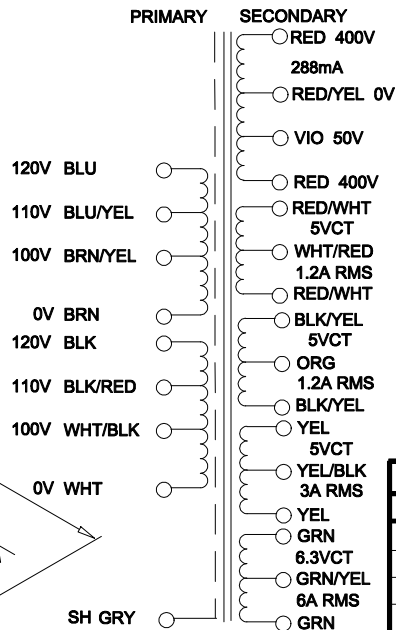 PRIMARY SECONDARY
RED 400V
288mA
RED/YEL 0V
VIO 50V
RED 400V
120V BLU
110V BLU/YEL
100V BRN/YEL
0V BRN
120V BLK
110V BLK/RED
100V WHT/BLK
0V WHT
SH GRY
RED/WHT
5VCT
WHT/RED
1.2A RMS
RED/WHT
BLK/YEL
5VCT
ORG
1.2A RMS
BLK/YEL
YEL
5VCT
YEL/BLK
3A RMS
YEL
GRN
6.3VCT
GRN/YEL
6A RMS
GRN